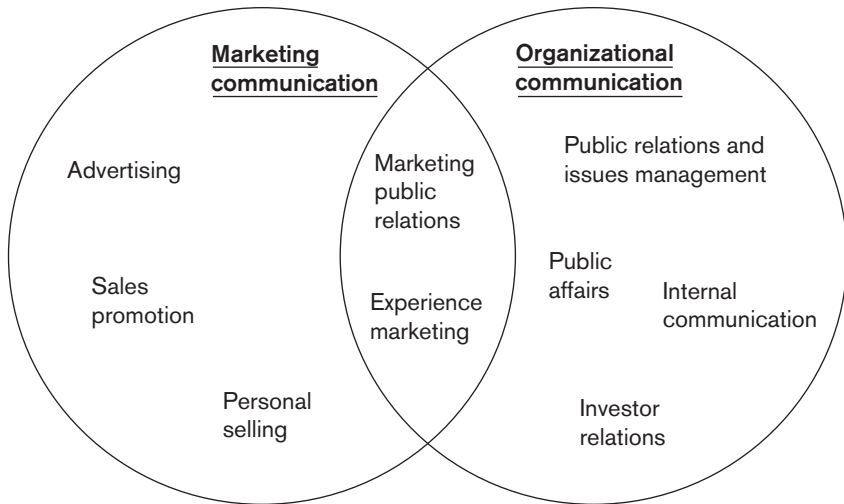 Marketing
communication
Organizational
communication
Advertising
Marketing
public
relations
Public relations and
issues management
Sales
promotion
Experience
marketing
Public
affairs
Internal
communication
Personal
selling
Investor
relations